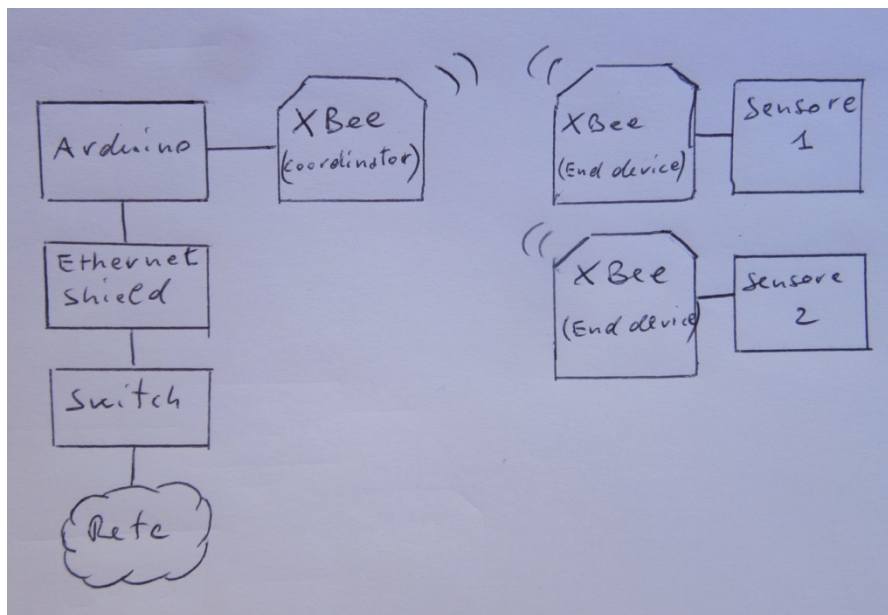 Arduino
XBee
(coordinator)
XBee
(End device)
Sensore
1
Ethernet
Shield
XBee
(End device)
Sensore
2
Switch
Rete